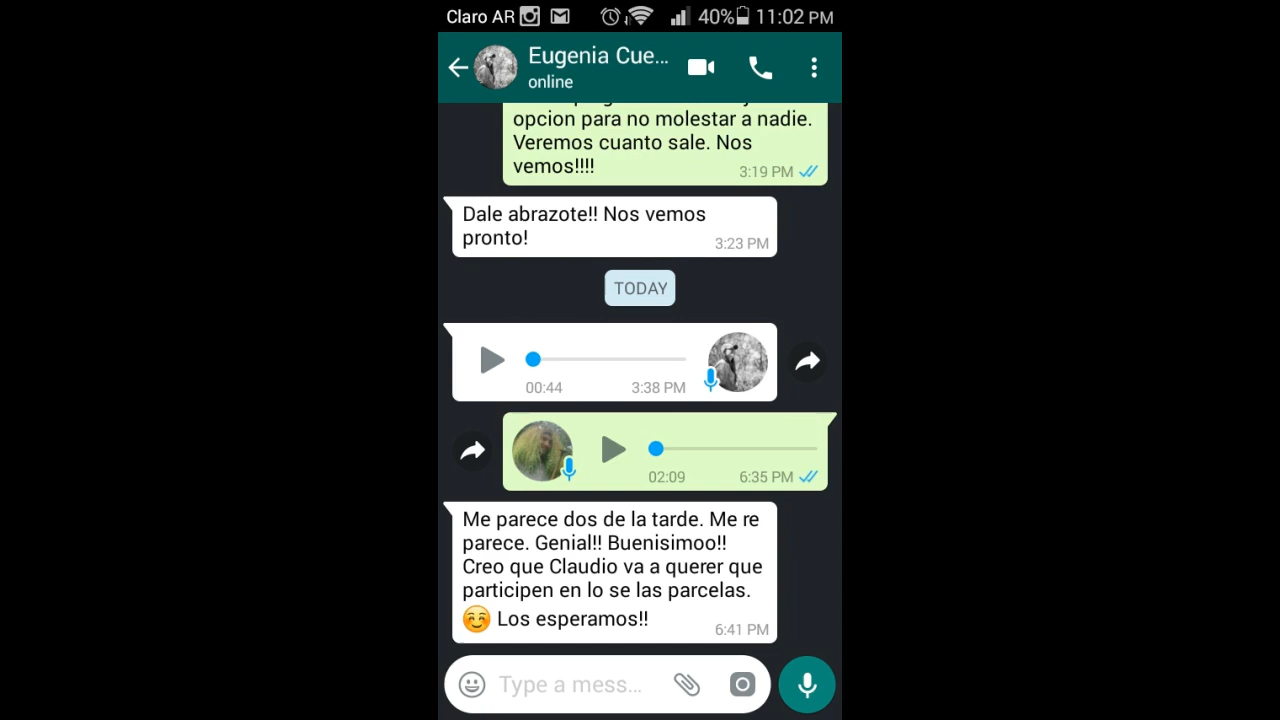 Claro AR 40% 11:02 PM
Eugenia Cue...
online
opcion para no molestar a nadie.
Veremos cuanto sale. Nos
vemos!!!!
3:19 PM
Dale abrazote!! Nos vemos
pronto!
3:23 PM
TODAY
00:44 3:38 PM
02:09 6:35 PM
Me parece dos de la tarde. Me re
parece. Genial!! Buenisimoo!!
Creo que Claudio va a querer que
participen en lo se las parcelas.
☺️ Los esperamos!!
6:41 PM
Type a mess...